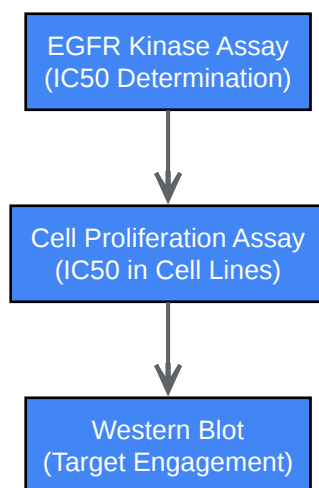 EGFR Kinase Assay
(IC50 Determination)
Cell Proliferation Assay
(IC50 in Cell Lines)
Western Blot
(Target Engagement)